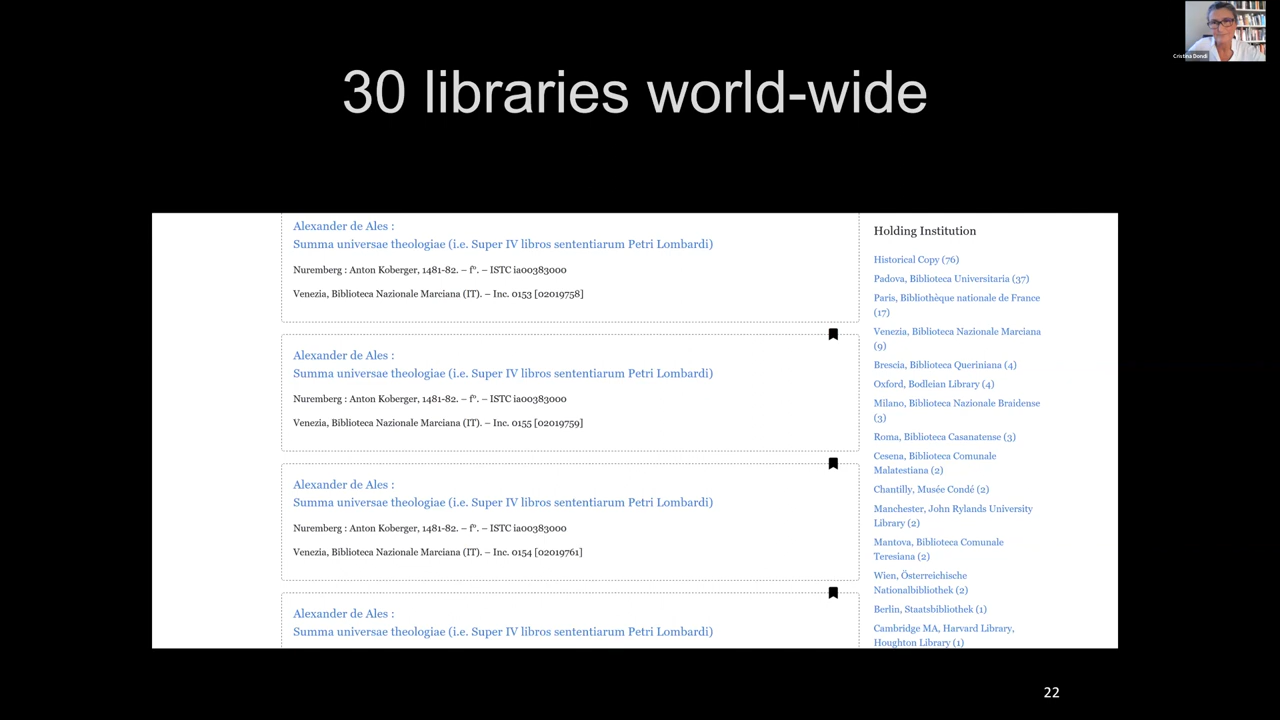 Cristina Dondi
30 libraries world-wide
Alexander de Ales :
Summa universae theologiae (i.e. Super IV libros sententiarum Petri Lombardi)
Nuremberg : Anton Koberger, 1481-82. – f°. – ISTC ia00383000
Venezia, Biblioteca Nazionale Marciana (IT). – Inc. 0153 [02019758]
Alexander de Ales :
Summa universae theologiae (i.e. Super IV libros sententiarum Petri Lombardi)
Nuremberg : Anton Koberger, 1481-82. – f°. – ISTC ia00383000
Venezia, Biblioteca Nazionale Marciana (IT). – Inc. 0155 [02019759]
Alexander de Ales :
Summa universae theologiae (i.e. Super IV libros sententiarum Petri Lombardi)
Nuremberg : Anton Koberger, 1481-82. – f°. – ISTC ia00383000
Venezia, Biblioteca Nazionale Marciana (IT). – Inc. 0154 [02019761]
Alexander de Ales :
Summa universae theologiae (i.e. Super IV libros sententiarum Petri Lombardi)
Holding Institution
Historical Copy (76)
Padova, Biblioteca Universitaria (37)
Paris, Bibliothèque nationale de France
(17)
Venezia, Biblioteca Nazionale Marciana
(9)
Brescia, Biblioteca Queriniana (4)
Oxford, Bodleian Library (4)
Milano, Biblioteca Nazionale Braidense
(3)
Roma, Biblioteca Casanatense (3)
Cesena, Biblioteca Comunale
Malatestiana (2)
Chantilly, Musée Condé (2)
Manchester, John Rylands University
Library (2)
Mantova, Biblioteca Comunale
Teresiana (2)
Wien, Österreichische
Nationalbibliothek (2)
Berlin, Staatsbibliothek (1)
Cambridge MA, Harvard Library,
Houghton Library (1)
22